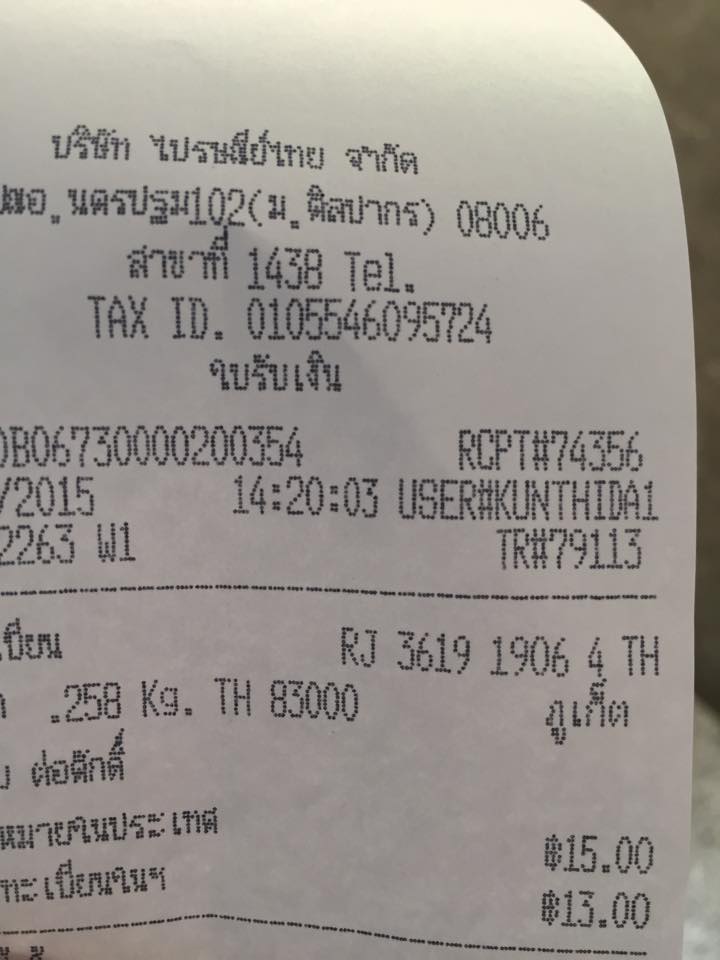 บริษัท ไปรษณีย์ไทย จำกัด
ปณอ.นครปฐม102(ม.ศิลปากร) 08006
สาขาที่ 1438 Tel.
TAX ID. 0105546095724
ใบรับเงิน
0B06730000200354 RCPT#74356
/2015 14:20:03 USER#KUNTHIDA1
2263 W1 TR#79113
เบียน RJ 3619 1906 4 TH
.258 Kg. TH 83000 ภูเก็ต
ต่อศักดิ์
หมายในประเทศ ฿15.00
ทะเบียนในฯ ฿13.00